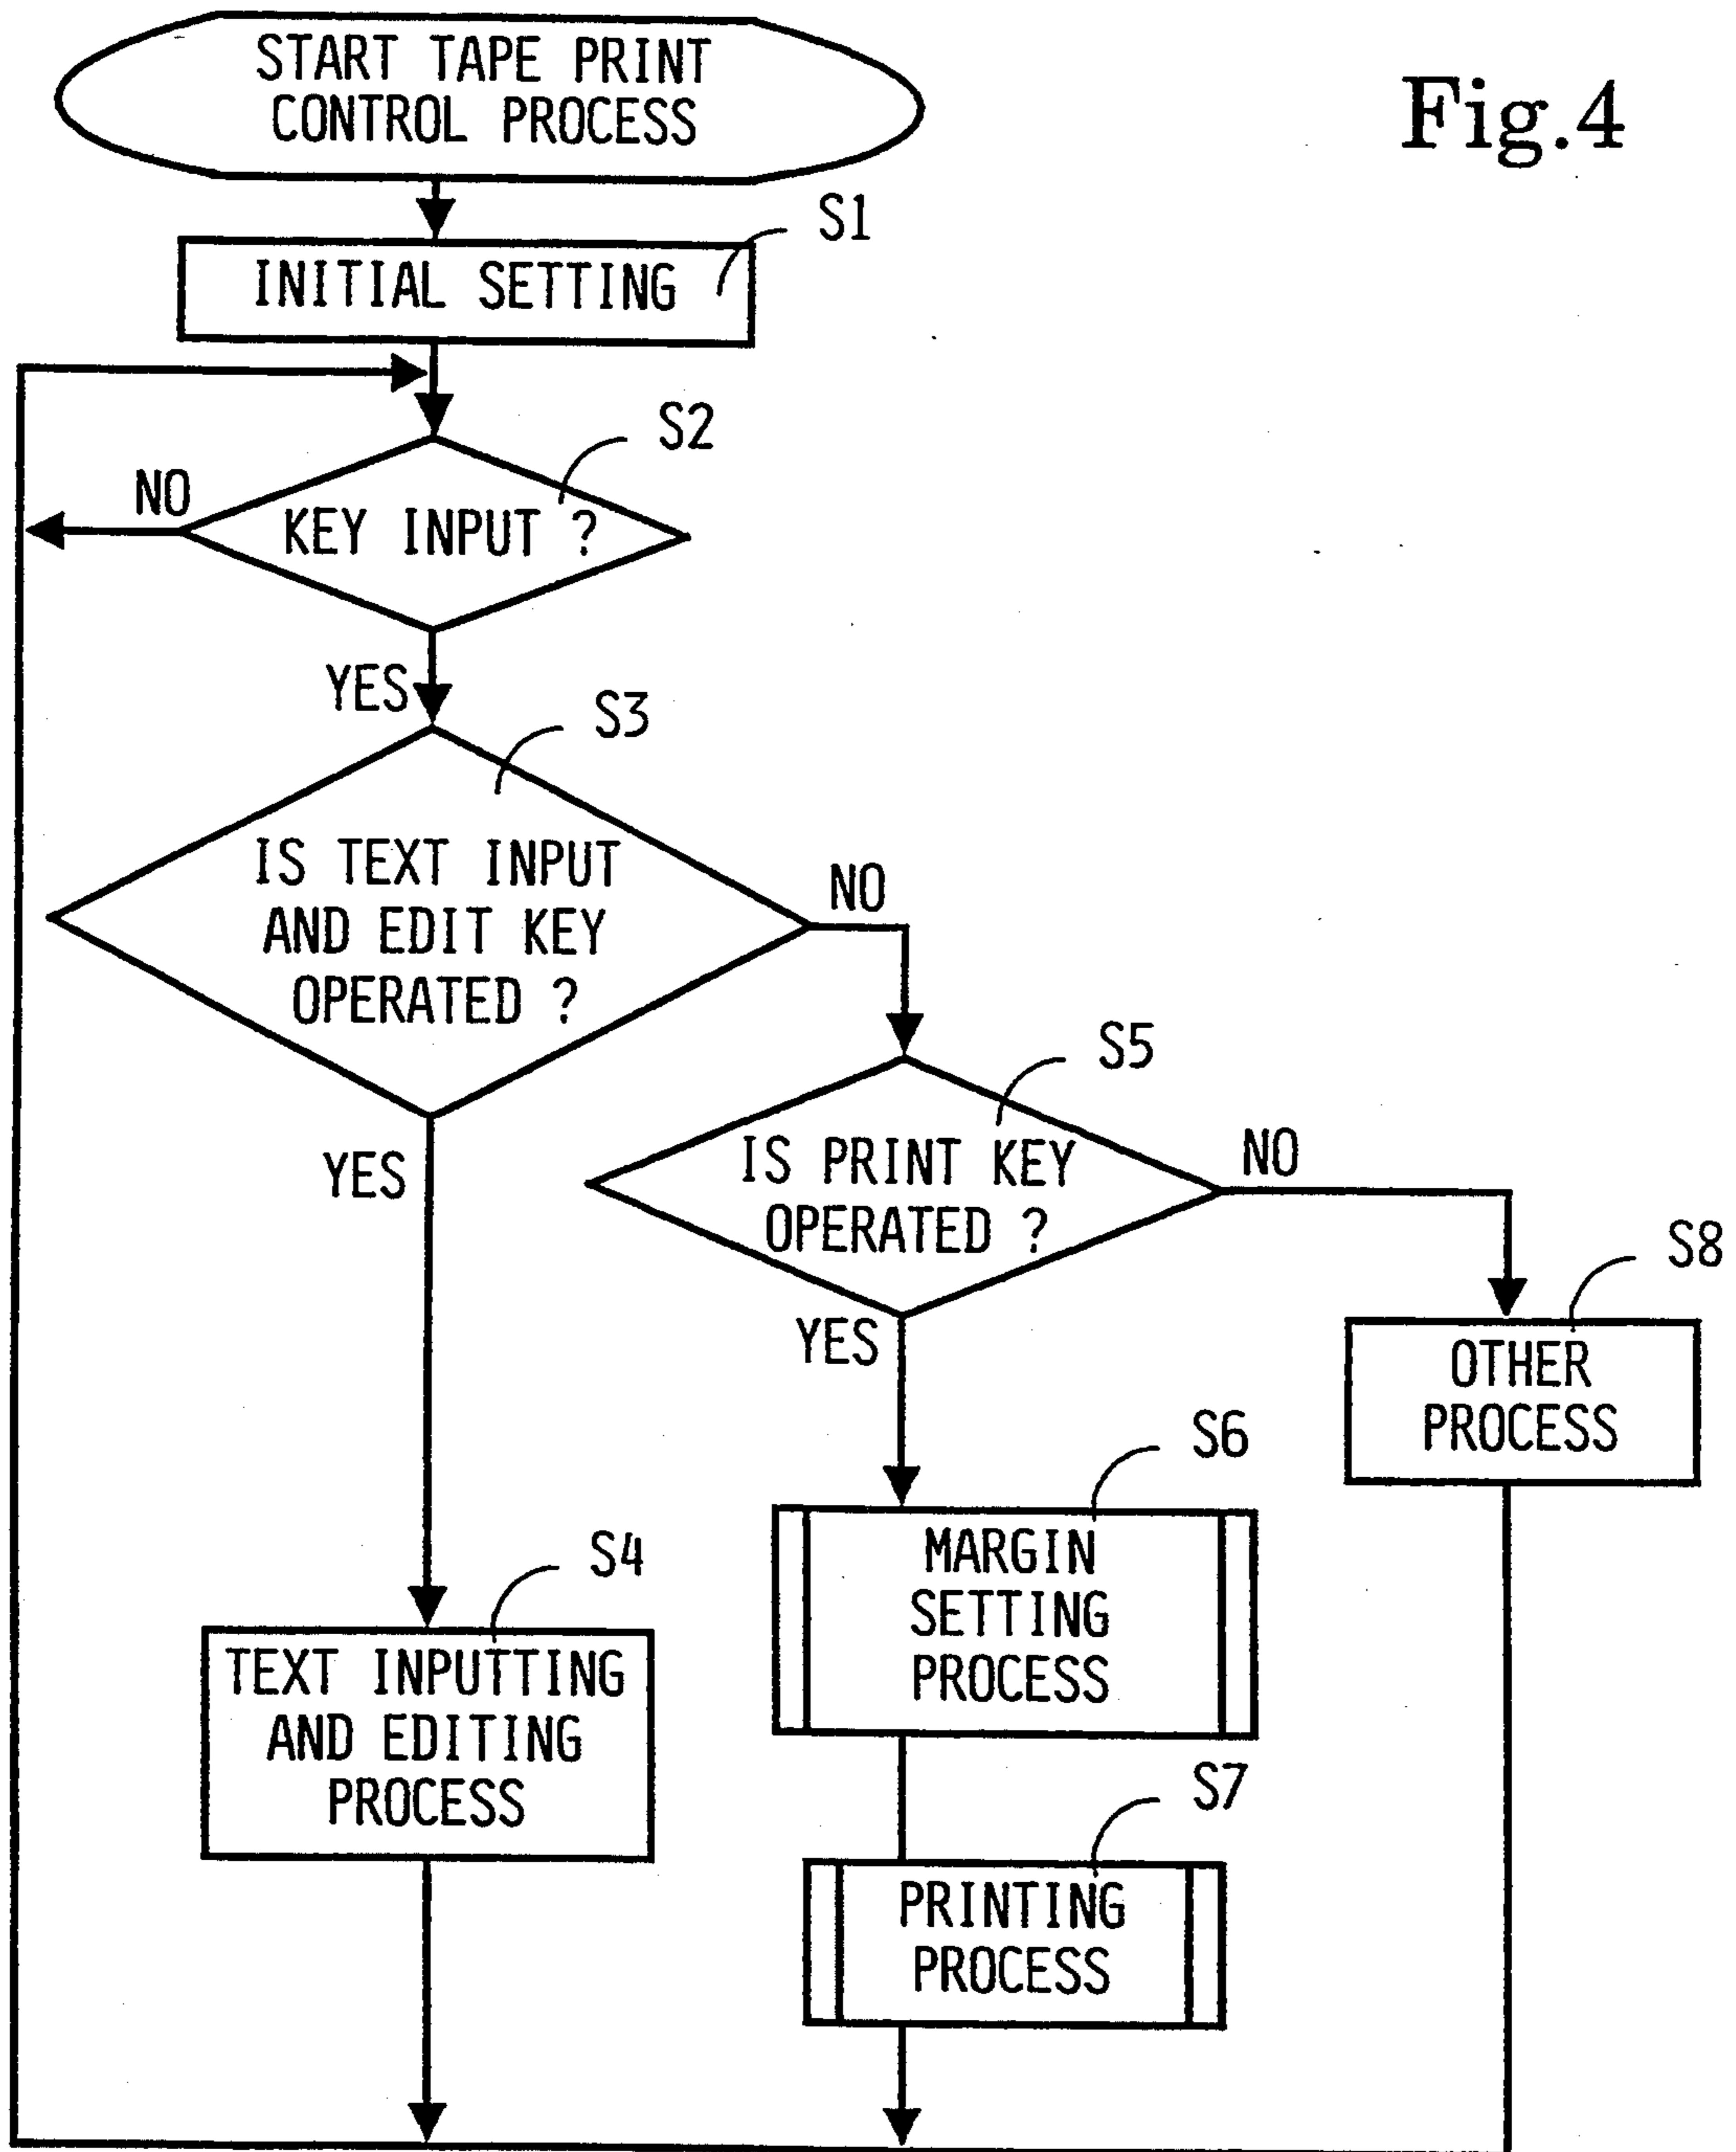 START TAPE PRINT
CONTROL PROCESS
Fig.4
S1
INITIAL SETTING
S2
NO
KEY INPUT ?
YES
S3
IS TEXT INPUT
AND EDIT KEY
OPERATED ?
NO
S5
YES
IS PRINT KEY
OPERATED ?
NO
S8
YES
OTHER
PROCESS
S6
MARGIN
SETTING
PROCESS
S4
TEXT INPUTTING
AND EDITING
PROCESS
S7
PRINTING
PROCESS